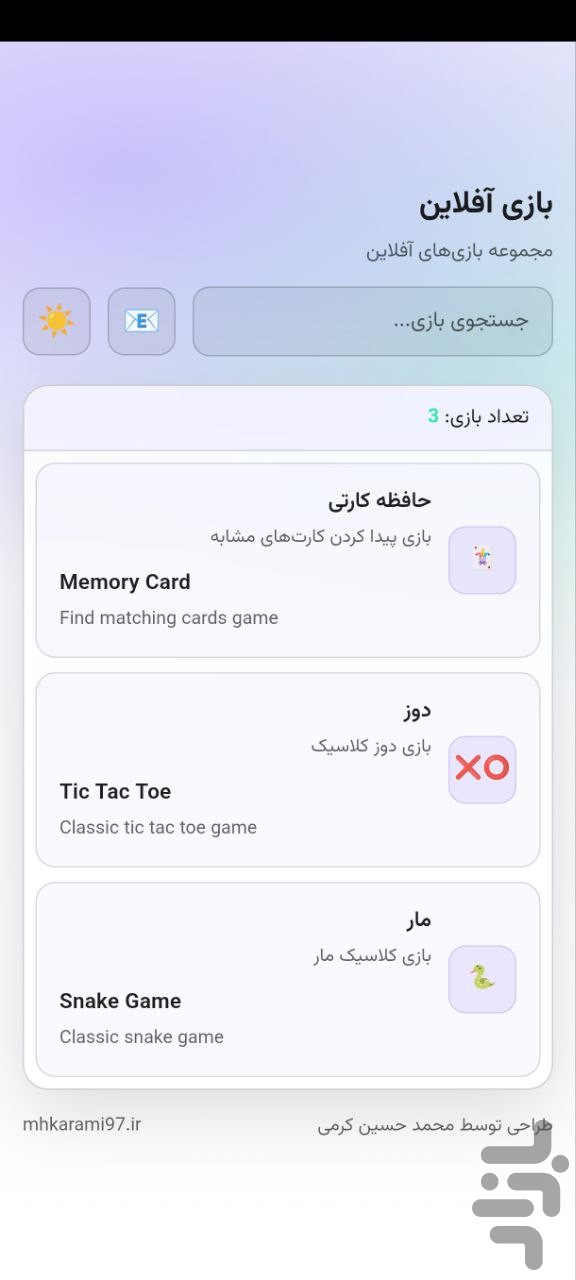 بازی آفلاین
مجموعه بازی‌های آفلاین
جستجوی بازی...
تعداد بازی: 3
حافظه کارتی
بازی پیدا کردن کارت‌های مشابه
Memory Card
Find matching cards game
دوز
بازی دوز کلاسیک
Tic Tac Toe
Classic tic tac toe game
مار
بازی کلاسیک مار
Snake Game
Classic snake game
طراحی توسط محمد حسین کرمی
mhkarami97.ir
بازار